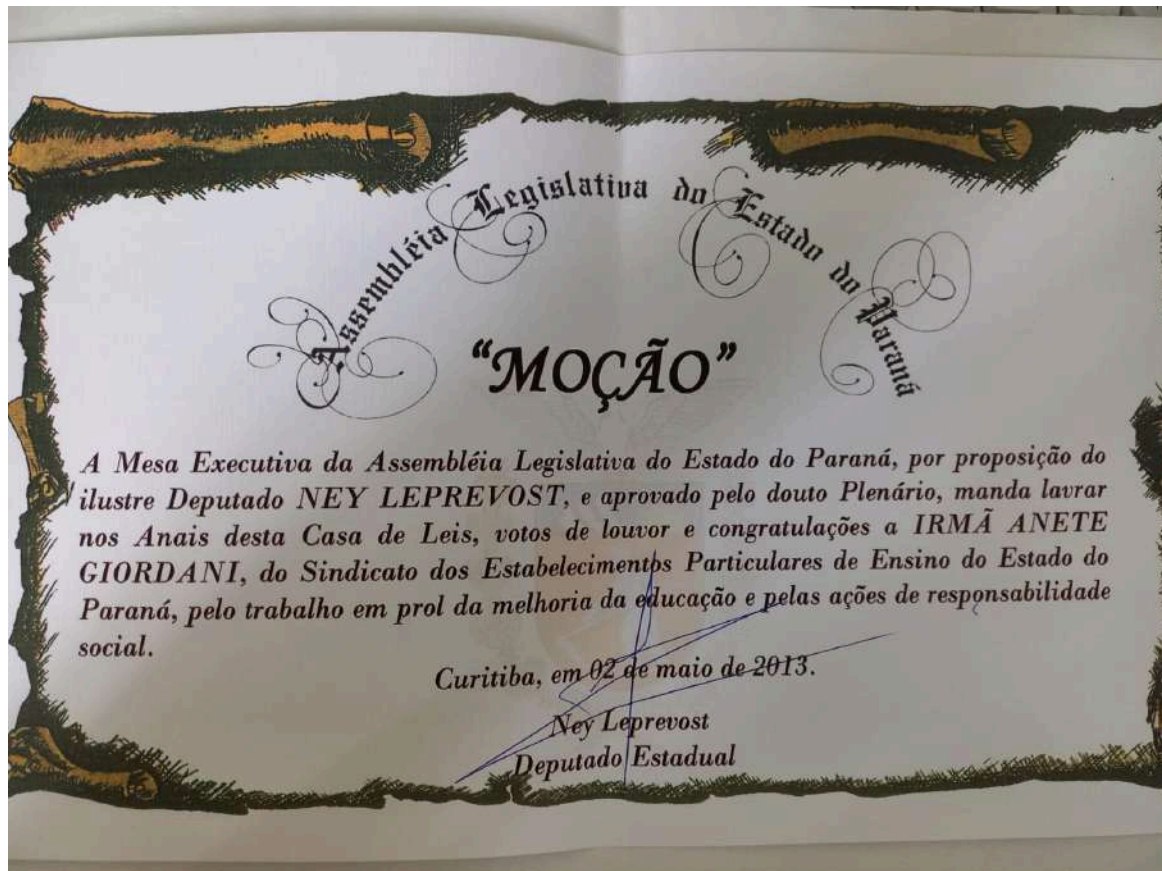 Assembléia Legislativa do Estado do Paraná
“MOÇÃO”
A Mesa Executiva da Assembléia Legislativa do Estado do Paraná, por proposição do
ilustre Deputado NEY LEPREVOST, e aprovado pelo douto Plenário, manda lavrar
nos Anais desta Casa de Leis, votos de louvor e congratulações a IRMÃ ANETE
GIORDANI, do Sindicato dos Estabelecimentos Particulares de Ensino do Estado do
Paraná, pelo trabalho em prol da melhoria da educação e pelas ações de responsabilidade
social.
Curitiba, em 02 de maio de 2013.
Ney Leprevost
Deputado Estadual